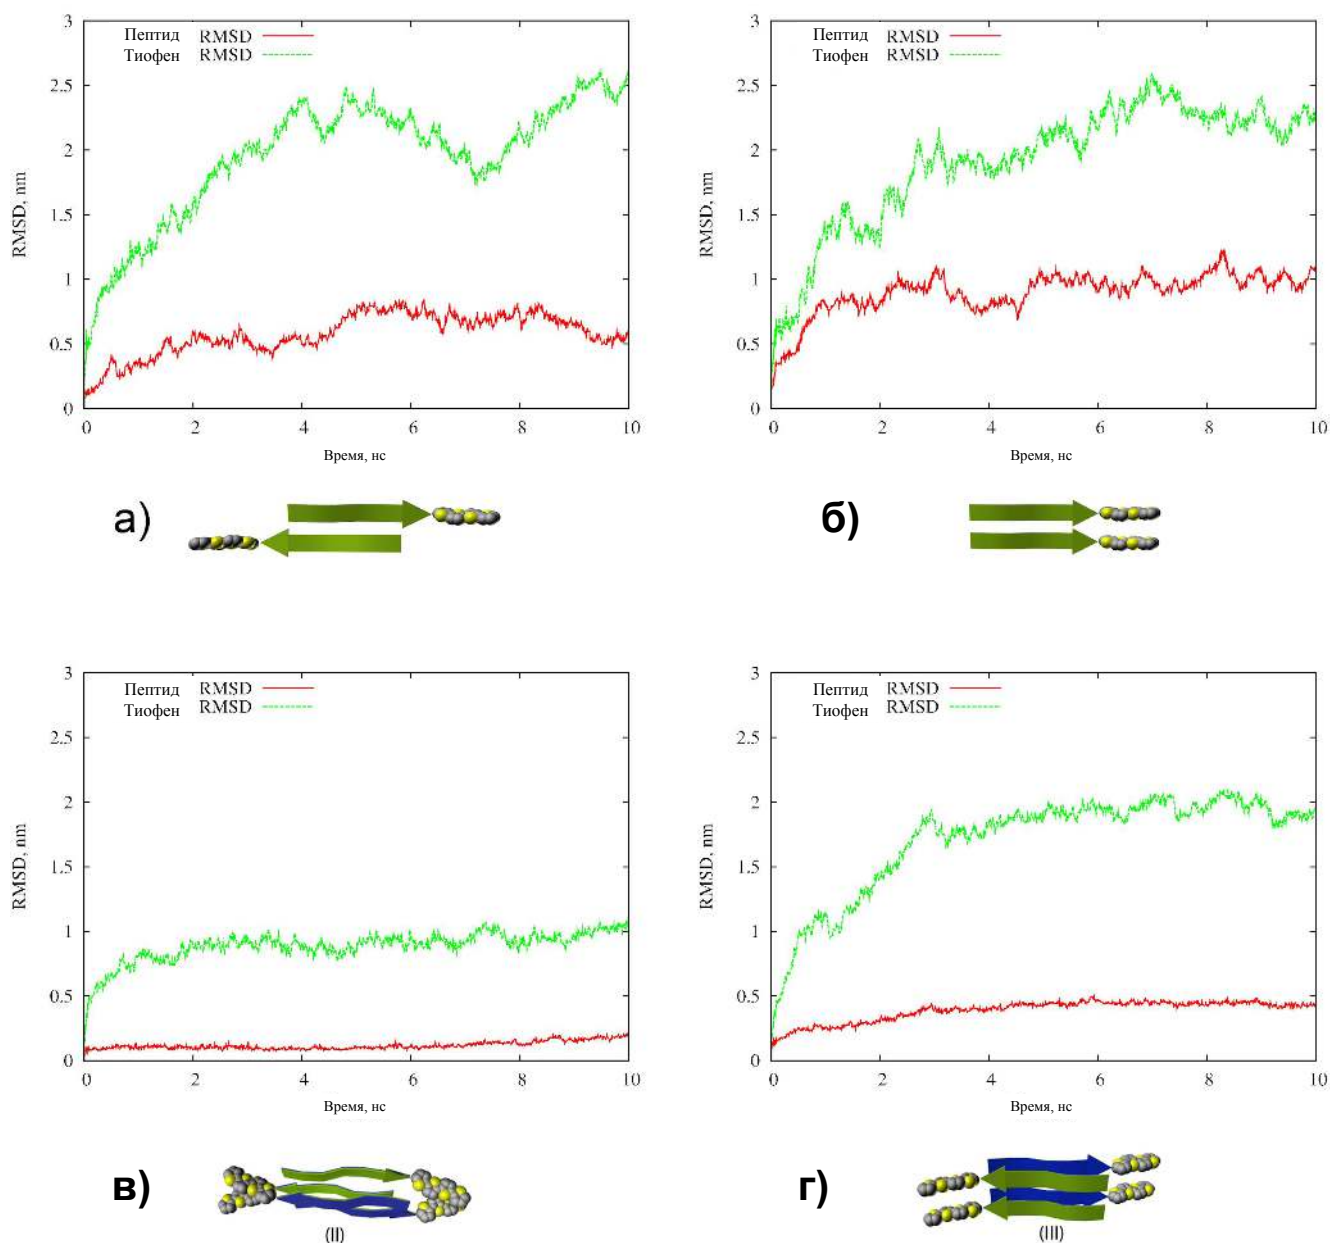 3
2.5
2
1.5
1
0.5
0
RMSD, nm
Пептид RMSD
Тиофен RMSD
0 2 4 6 8 10
Время, нс
а)
3
2.5
2
1.5
1
0.5
0
RMSD, nm
Пептид RMSD
Тиофен RMSD
0 2 4 6 8 10
Время, нс
б)
3
2.5
2
1.5
1
0.5
0
RMSD, nm
Пептид RMSD
Тиофен RMSD
0 2 4 6 8 10
Время, нс
в)
(II)
3
2.5
2
1.5
1
0.5
0
RMSD, nm
Пептид RMSD
Тиофен RMSD
0 2 4 6 8 10
Время, нс
г)
(III)